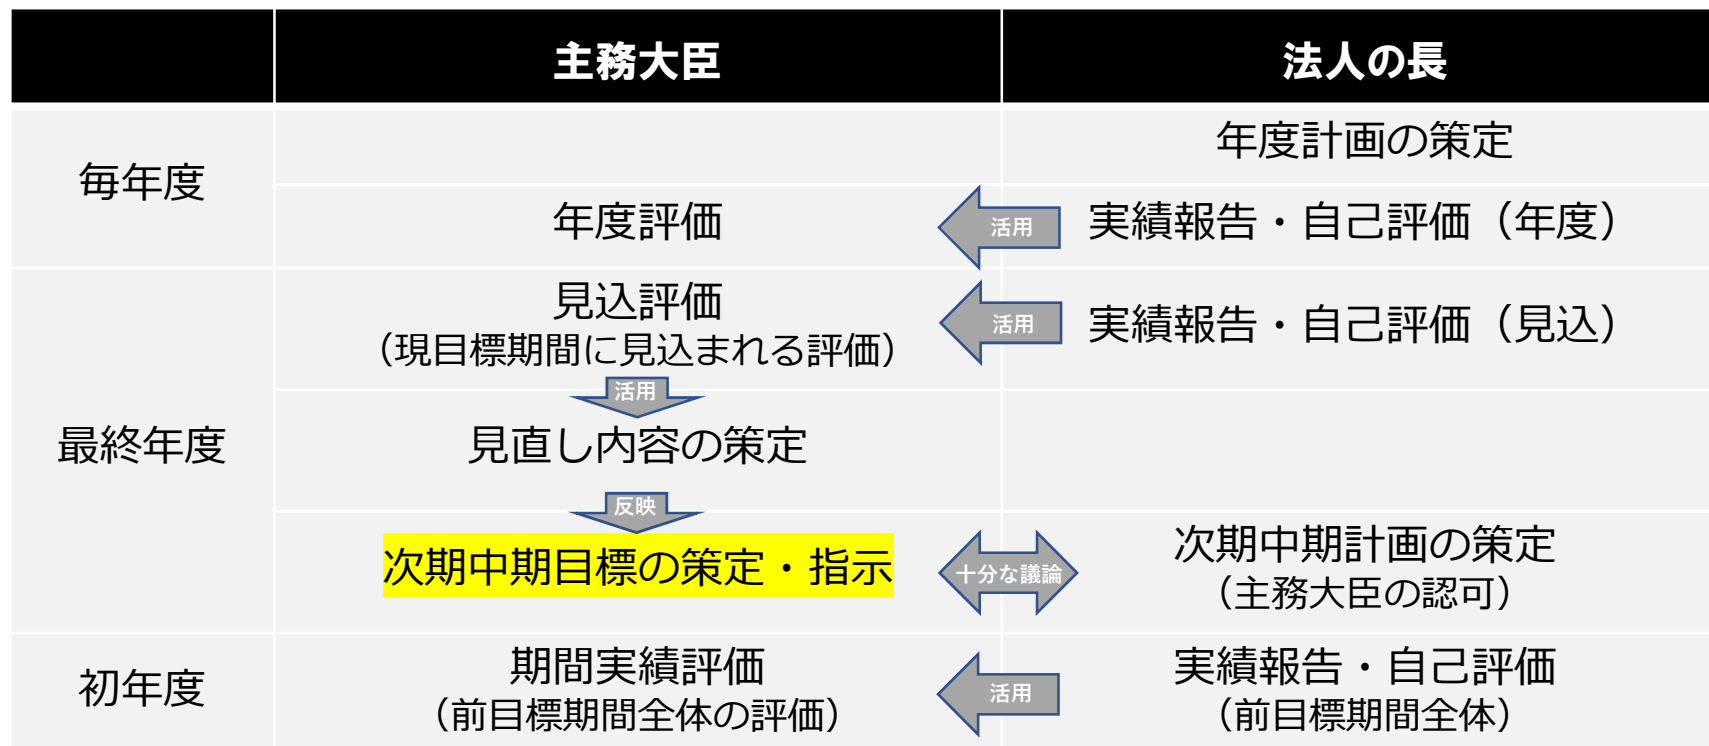 主務大臣
法人の長
毎年度
年度計画の策定
年度評価
活用
実績報告・自己評価（年度）
最終年度
見込評価
（現目標期間に見込まれる評価）
活用
実績報告・自己評価（見込）
活用
見直し内容の策定
反映
次期中期目標の策定・指示
十分な議論
次期中期計画の策定
（主務大臣の認可）
初年度
期間実績評価
（前目標期間全体の評価）
活用
実績報告・自己評価
（前目標期間全体）